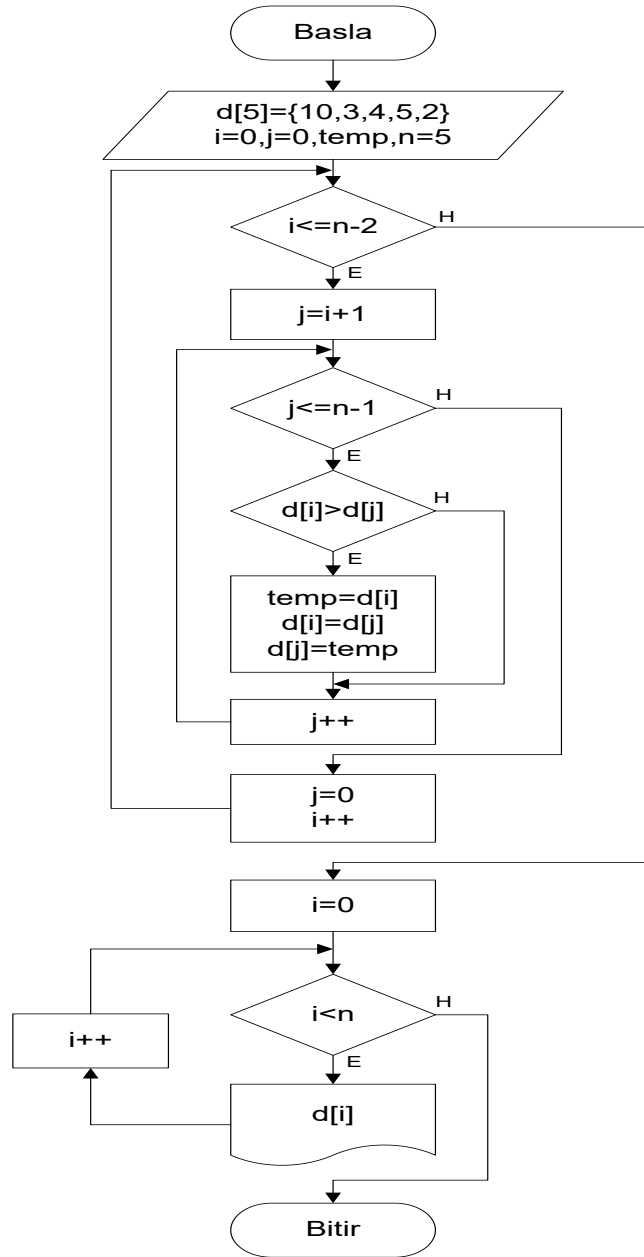 Basla
d[5]={10,3,4,5,2}
i=0,j=0,temp,n=5
i<=n-2
H
E
j=i+1
j<=n-1
H
E
d[i]>d[j]
H
E
temp=d[i]
d[i]=d[j]
d[j]=temp
j++
j=0
i++
i=0
i<n
H
i++
E
d[i]
Bitir